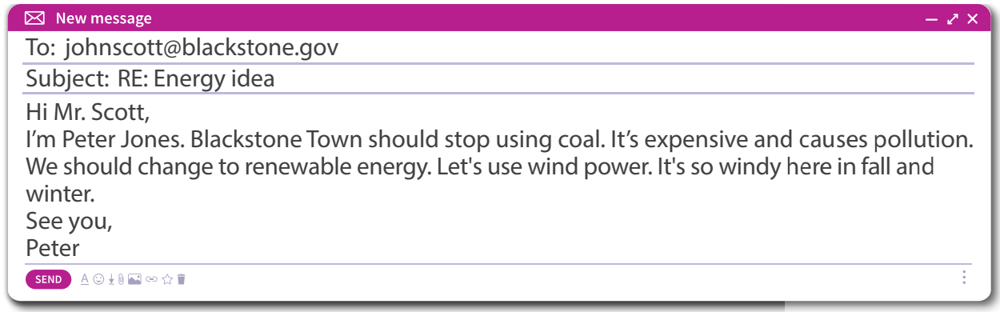 New message
To: johnscott@blackstone.gov
Subject: RE: Energy idea
Hi Mr. Scott,
I’m Peter Jones. Blackstone Town should stop using coal. It’s expensive and causes pollution.
We should change to renewable energy. Let's use wind power. It's so windy here in fall and
winter.
See you,
Peter
SEND